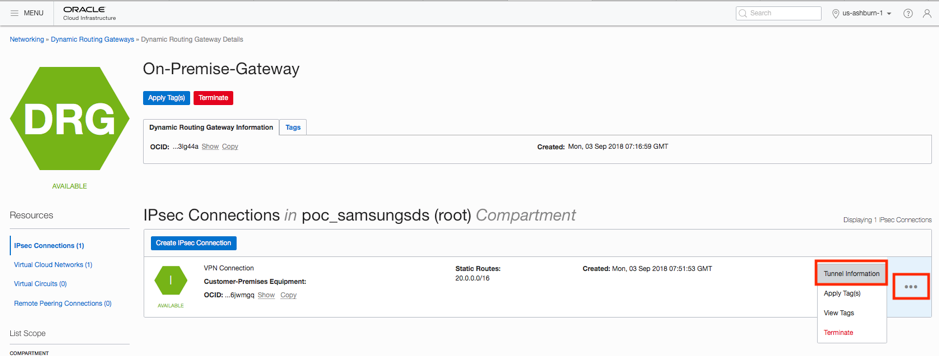 MENU
ORACLE
Cloud Infrastructure
Search
us-ashburn-1
Networking » Dynamic Routing Gateways » Dynamic Routing Gateway Details
DRG
AVAILABLE
On-Premise-Gateway
Apply Tag(s)
Terminate
Dynamic Routing Gateway Information
Tags
OCID: ...3lg44a Show Copy
Created: Mon, 03 Sep 2018 07:16:59 GMT
Resources
IPsec Connections (1)
Virtual Cloud Networks (1)
Virtual Circuits (0)
Remote Peering Connections (0)
List Scope
COMPARTMENT
IPsec Connections in poc_samsungsds (root) Compartment
Displaying 1 IPsec Connections
Create IPsec Connection
I
AVAILABLE
VPN Connection
Customer-Premises Equipment:
OCID: ...6jwmgq Show Copy
Static Routes:
20.0.0.0/16
Created: Mon, 03 Sep 2018 07:51:53 GMT
Tunnel Information
Apply Tag(s)
View Tags
Terminate